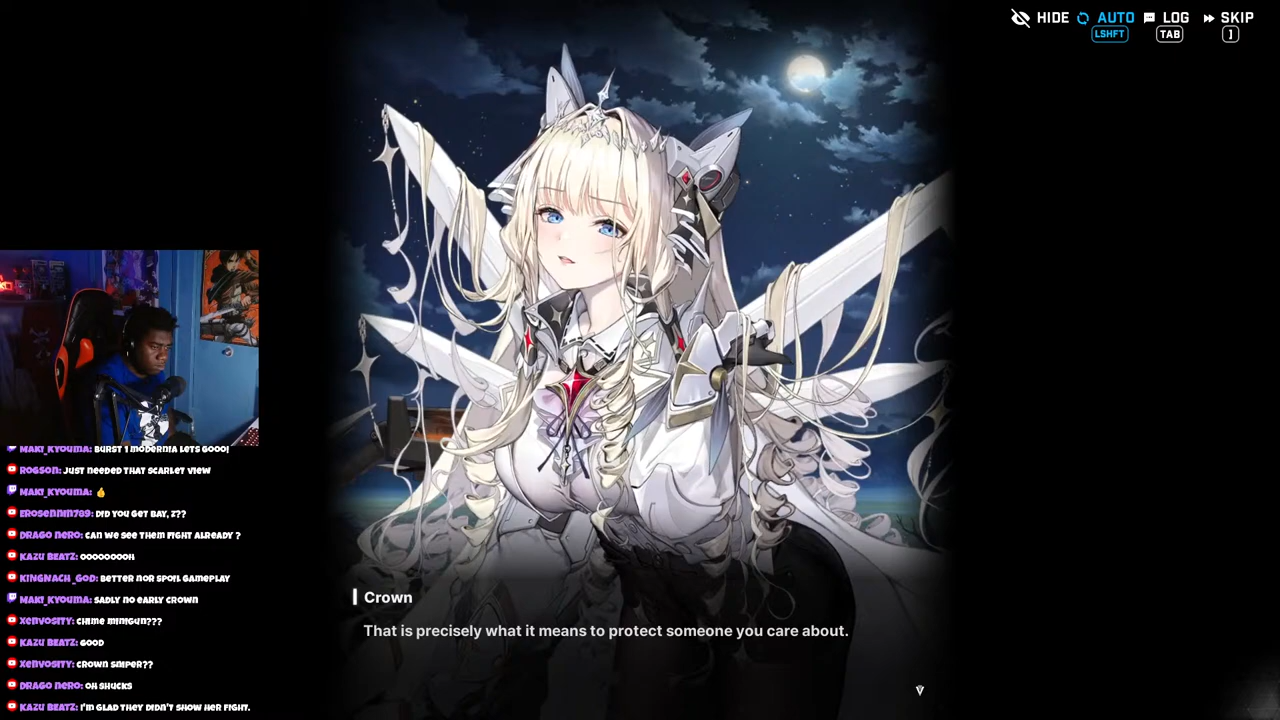 HIDE
AUTO
LSHFT
LOG
TAB
SKIP
]
MAKI_KYOUMA: BURST 1 MODERNIA LETS GOOO!
ROGSON: JUST NEEDED THAT SCARLET VIEW
MAKI_KYOUMA: 👍
EROSENNIN789: DID YOU GET BAY, Z??
DRAGO NERO: CAN WE SEE THEM FIGHT ALREADY ?
KAZU BEATZ: OOOOOOOOH
KINGNACH_GOD: BETTER NOR SPOIL GAMEPLAY
MAKI_KYOUMA: SADLY NO EARLY CROWN
XENVOSITY: CHIME MINIGUN???
KAZU BEATZ: GOOD
XENVOSITY: CROWN SNIPER??
DRAGO NERO: OH SHUCKS
KAZU BEATZ: I'M GLAD THEY DIDN'T SHOW HER FIGHT.
Crown
That is precisely what it means to protect someone you care about.